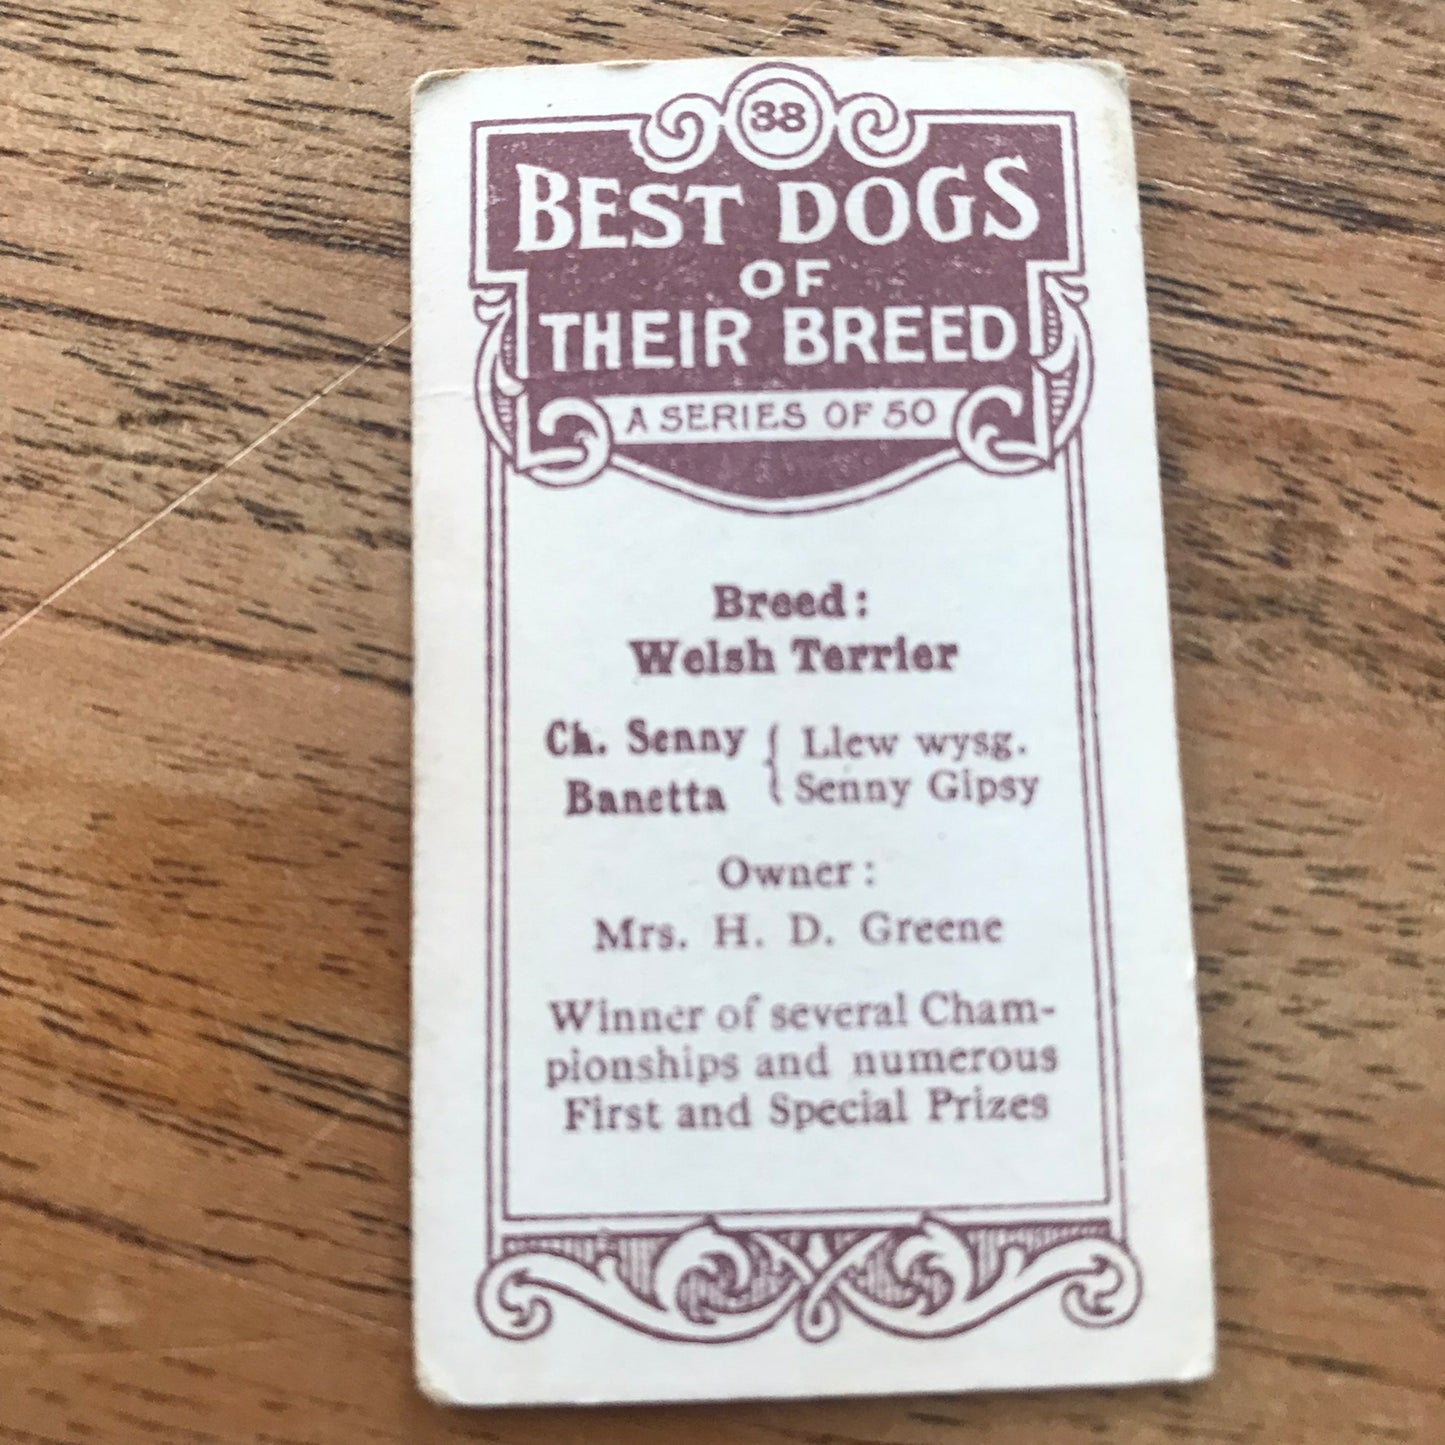 38
BEST DOGS
OF
THEIR BREED
A SERIES OF 50
Breed:
Welsh Terrier
Ch. Senny { Llew wysg.
Banetta { Senny Gipsy
Owner:
Mrs. H. D. Greene
Winner of several Cham-
pionships and numerous
First and Special Prizes